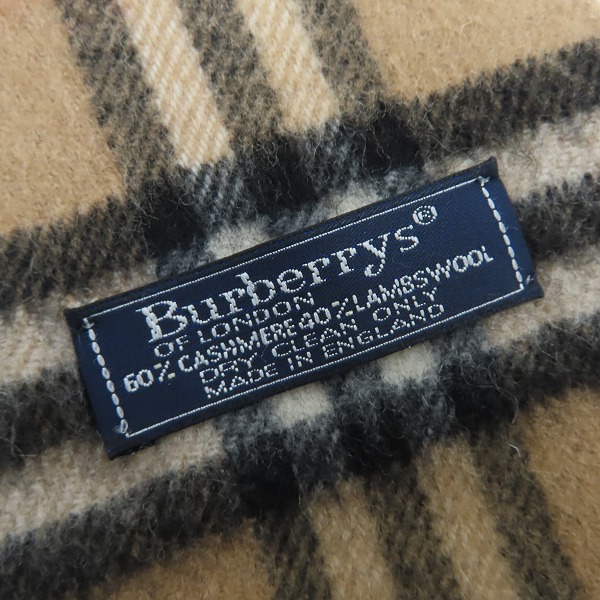 Burberrys®
OF LONDON
60% CASHMERE 40% LAMBSWOOL
DRY CLEAN ONLY
MADE IN ENGLAND